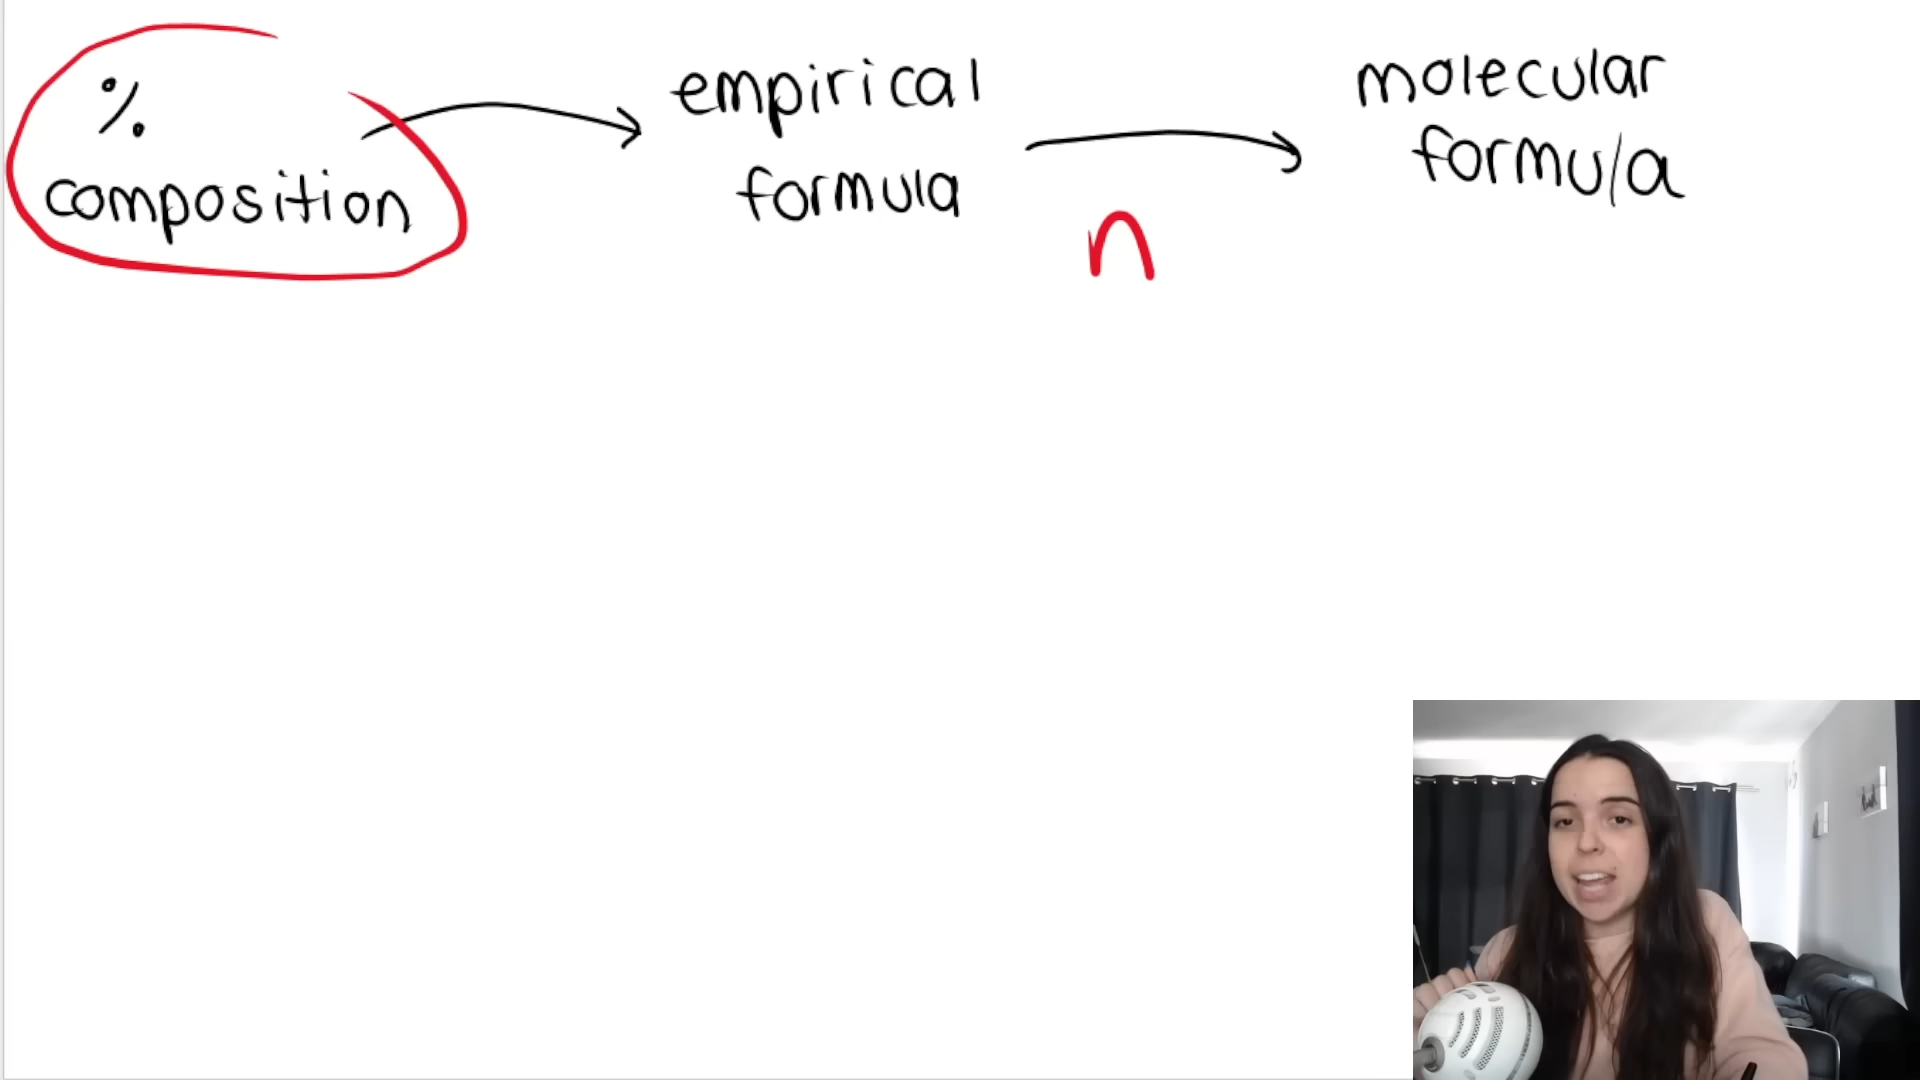 %
composition
empirical
formula
n
molecular
formula